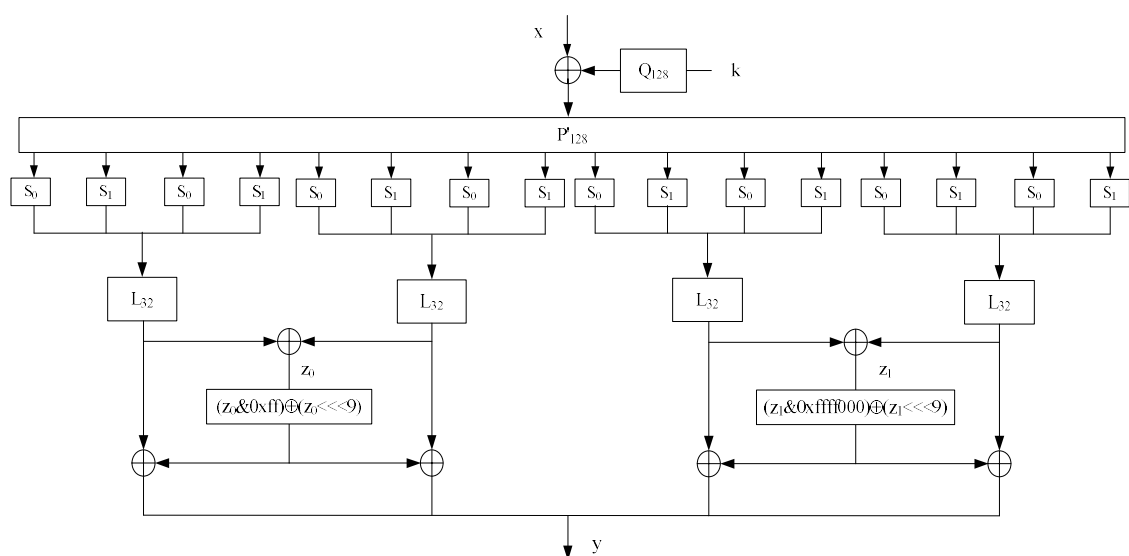 x
Q₁₂₈
k
P'₁₂₈
S₀ S₁ S₀ S₁ S₀ S₁ S₀ S₁ S₀ S₁ S₀ S₁ S₀ S₁ S₀ S₁
L₃₂ L₃₂ L₃₂ L₃₂
z₀ z₁
(z₀&0xff)⊕(z₀<<<9) (z₁&0xffff000)⊕(z₁<<<9)
y